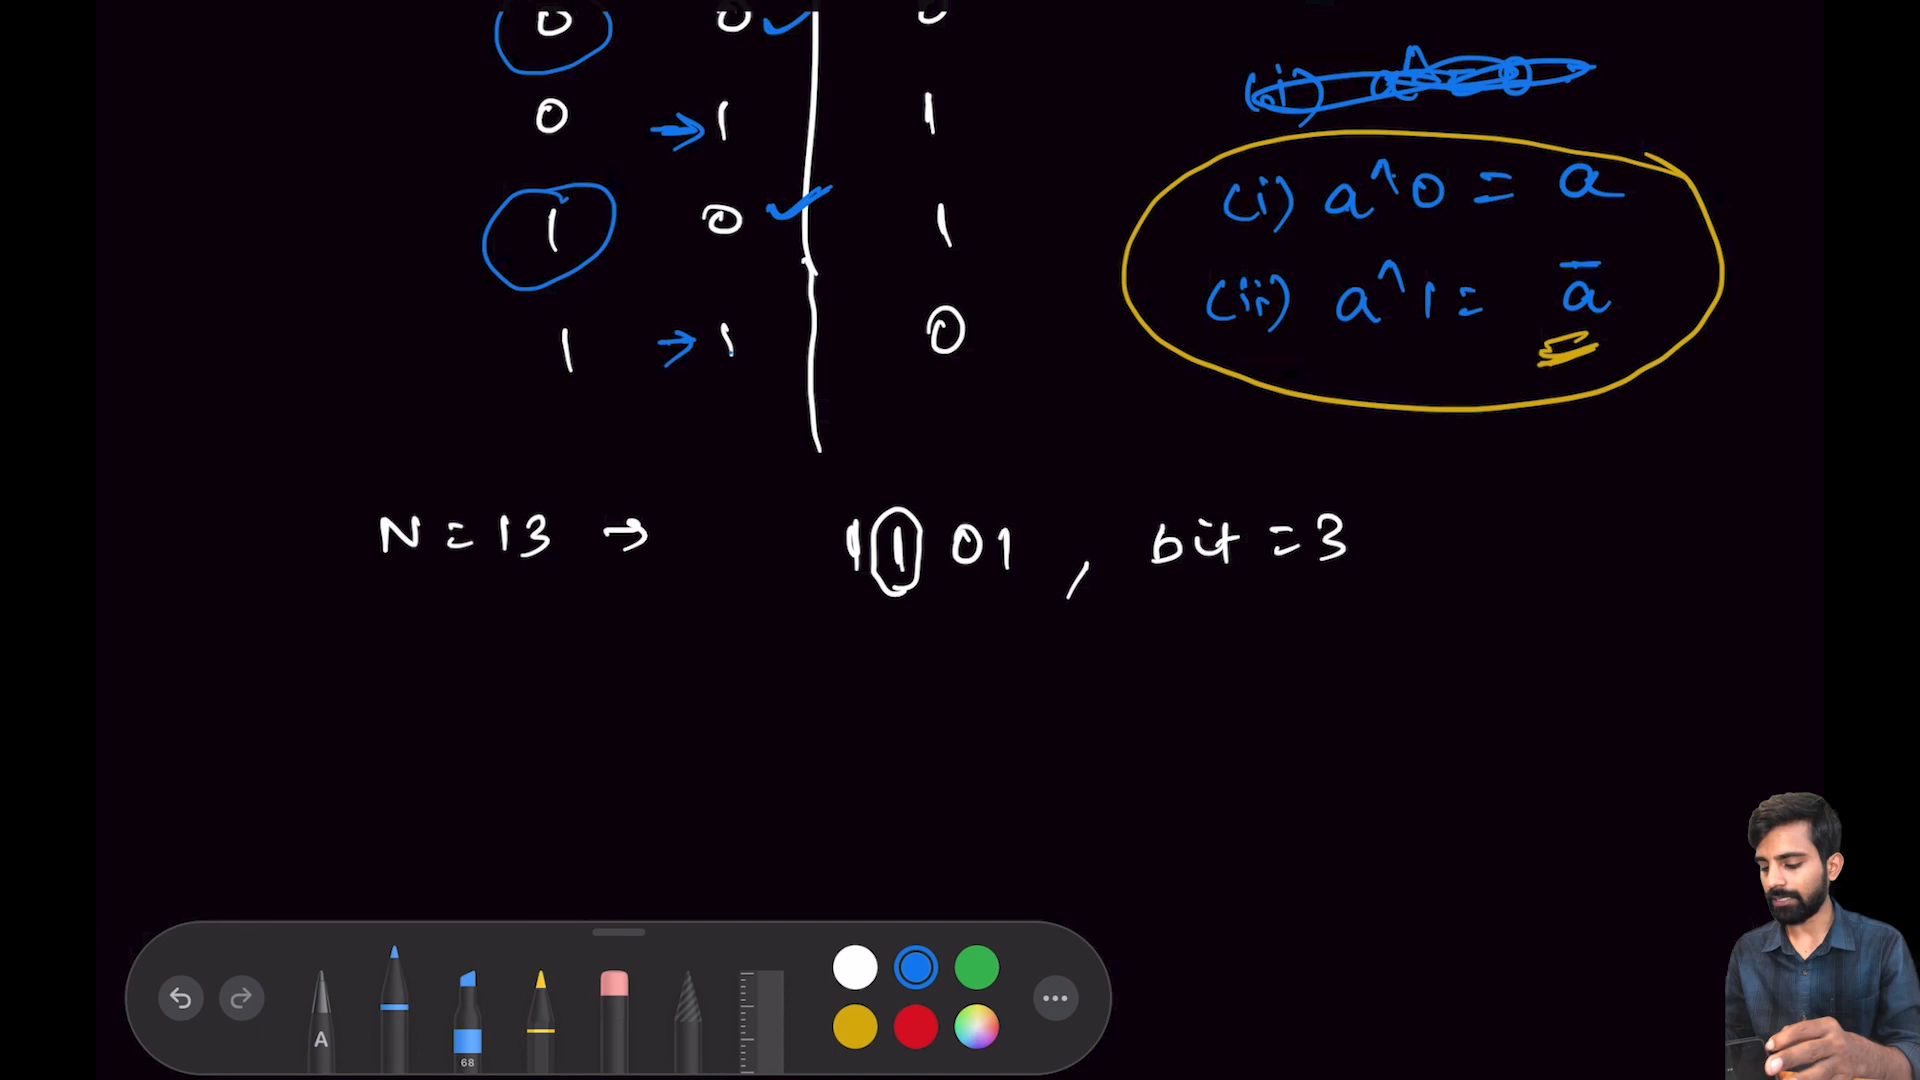 0 0 0
0 → 1 1
(i) a^0 = a
1 0 1
(ii) a^1 = a̅
1 → 1 0
N = 13 → 1101 , bit = 3
A
68